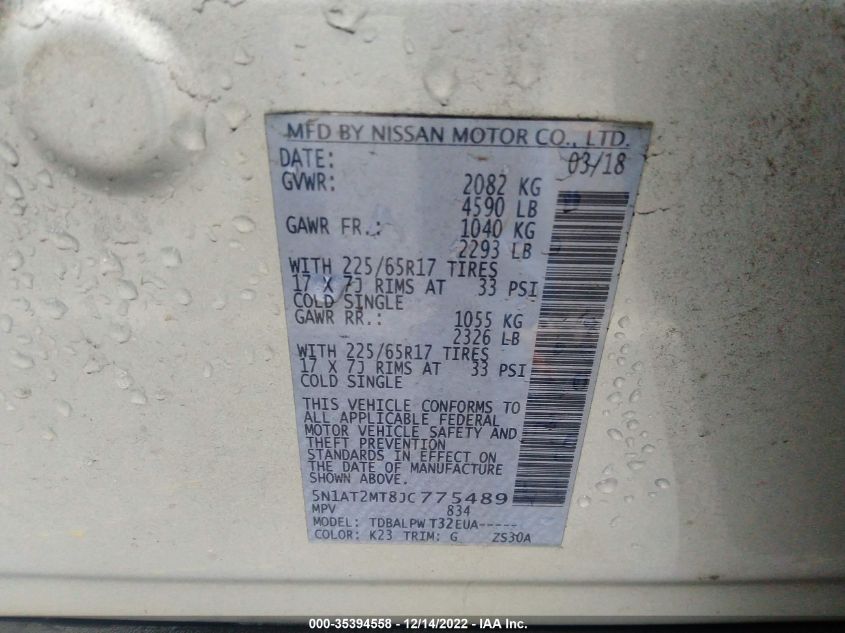 MFD BY NISSAN MOTOR CO., LTD.
DATE: 03/18
GVWR: 2082 KG
4590 LB
GAWR FR.: 1040 KG
2293 LB
WITH 225/65R17 TIRES
17 X 7J RIMS AT 33 PSI
COLD SINGLE
GAWR RR.: 1055 KG
2326 LB
WITH 225/65R17 TIRES
17 X 7J RIMS AT 33 PSI
COLD SINGLE
THIS VEHICLE CONFORMS TO
ALL APPLICABLE FEDERAL
MOTOR VEHICLE SAFETY AND
THEFT PREVENTION
STANDARDS IN EFFECT ON
THE DATE OF MANUFACTURE
SHOWN ABOVE.
5N1AT2MT8JC775489
MPV 834
MODEL: TDBALPW T32EUA-----
COLOR: K23 TRIM: G ZS30A
000-35394558 - 12/14/2022 - IAA Inc.